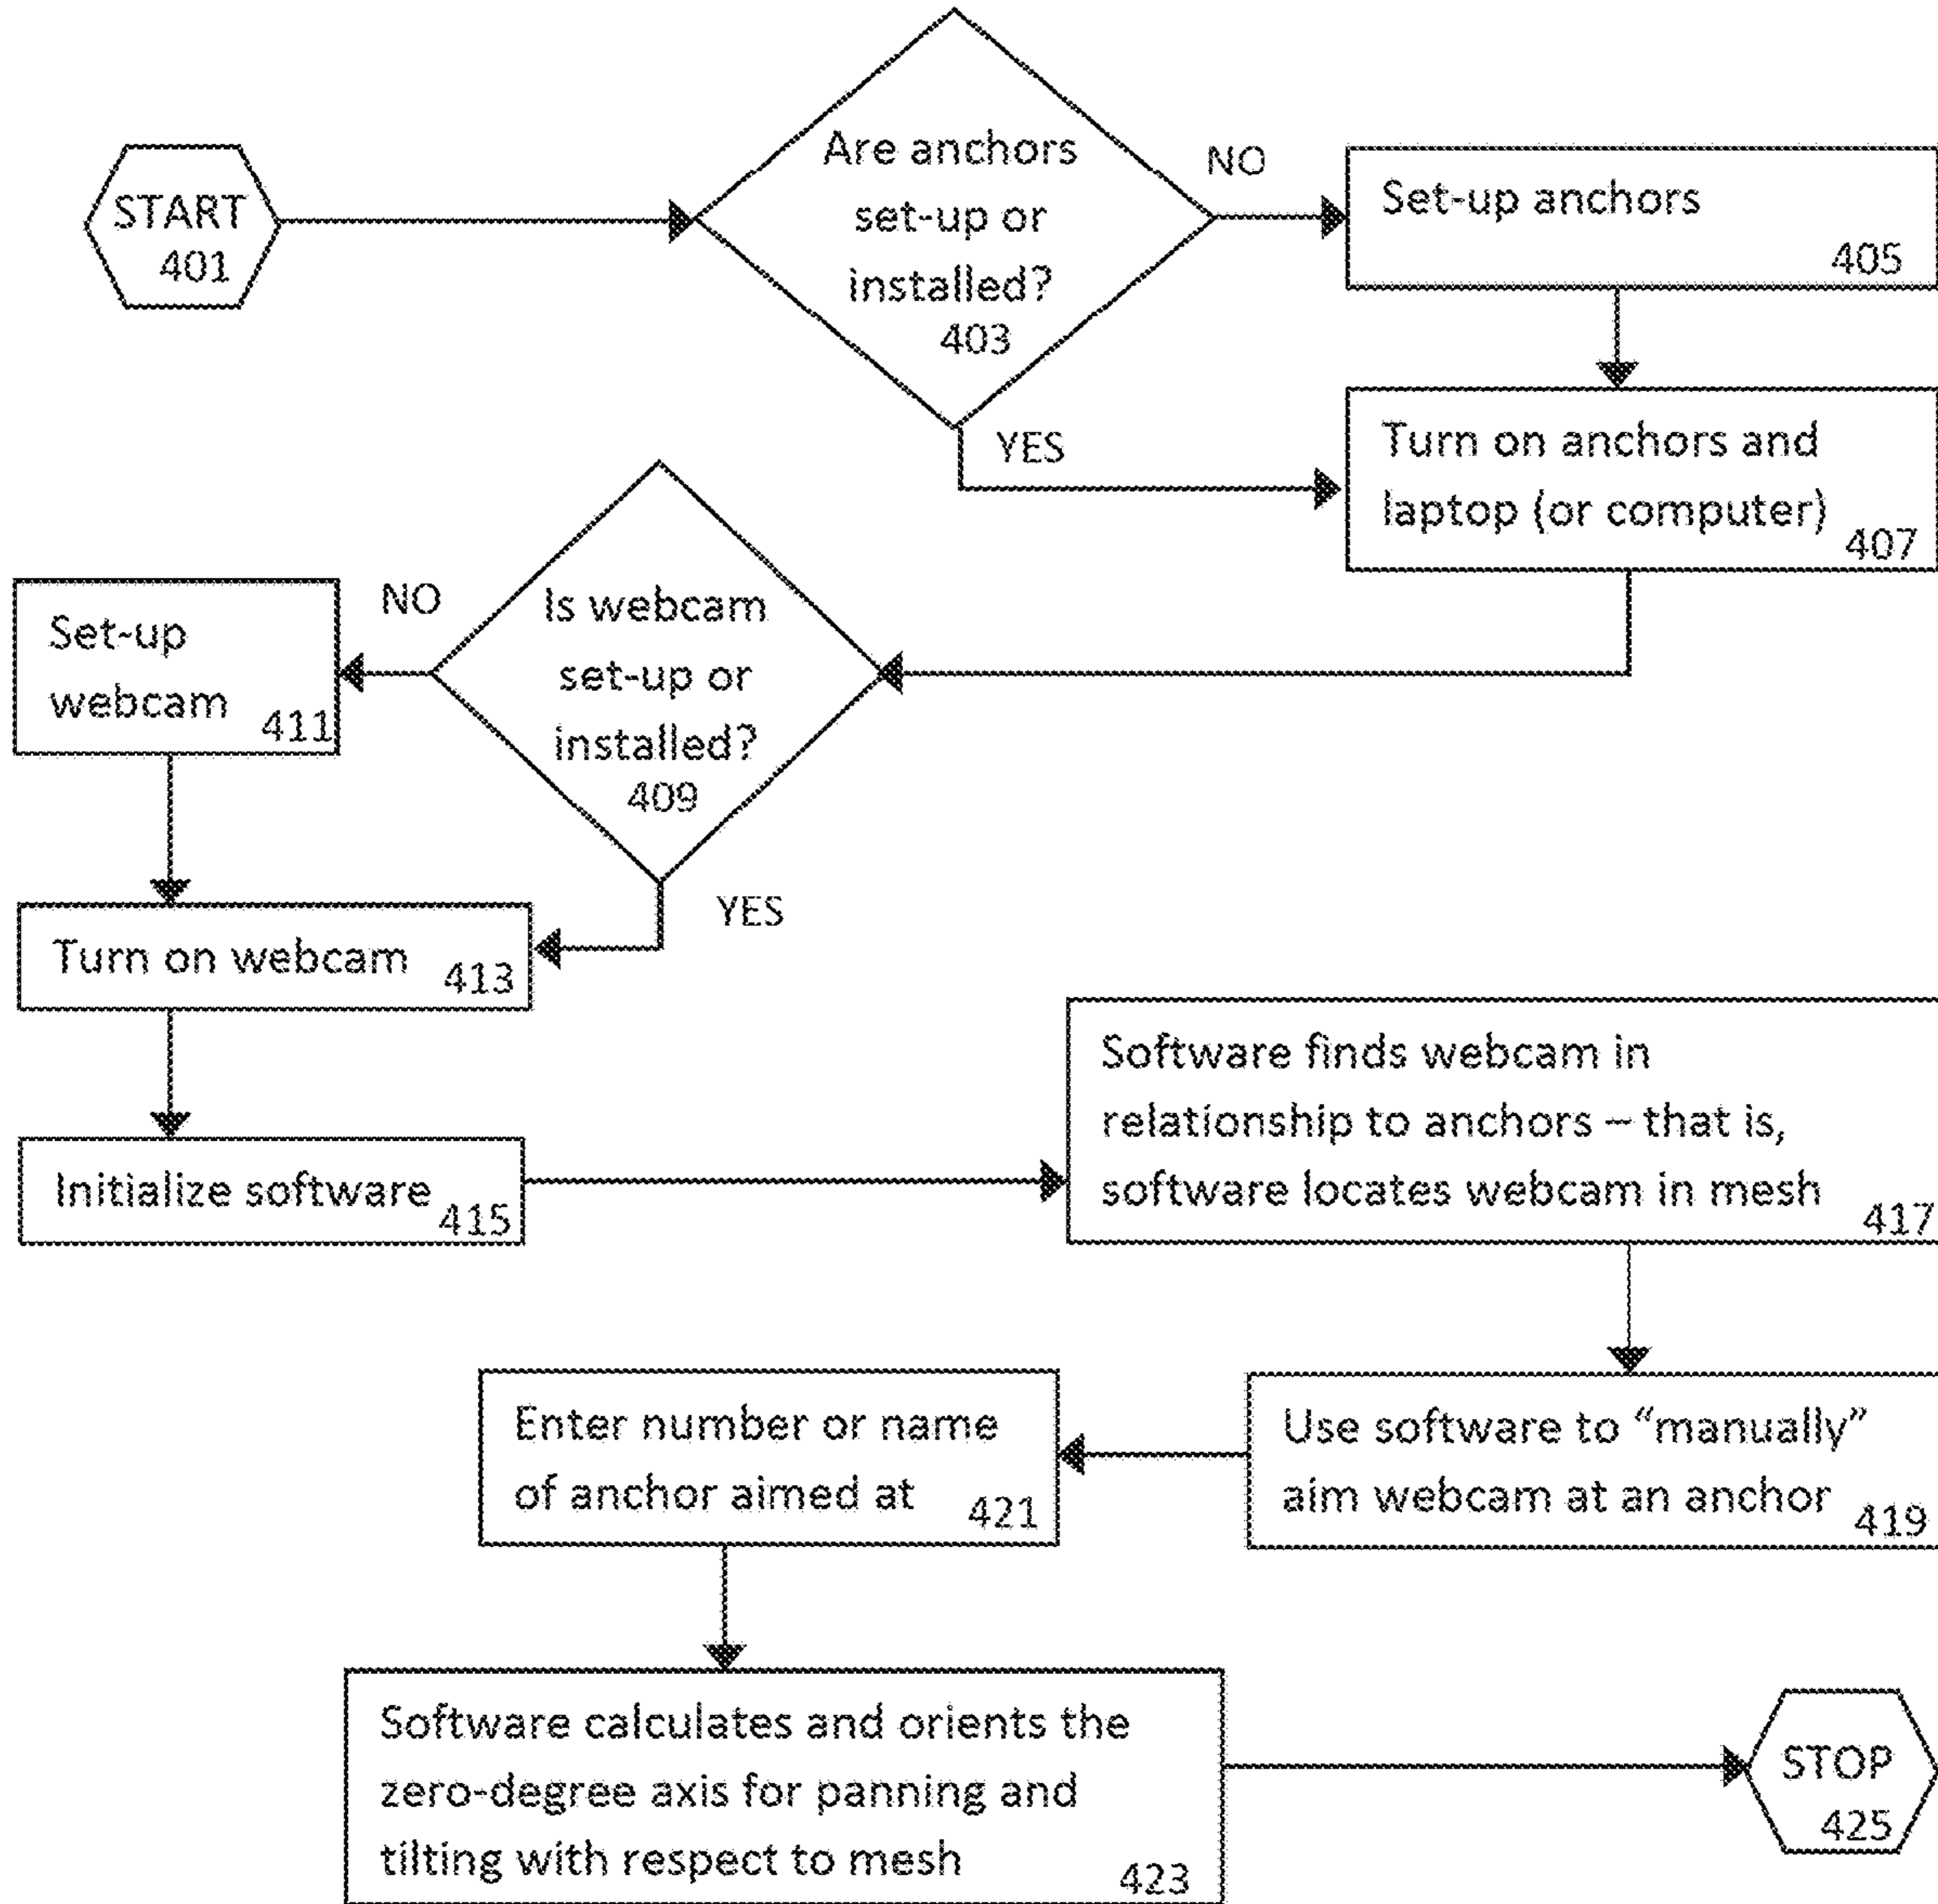 START
401
Are anchors
set-up or
installed?
403
NO
YES
Set-up anchors
405
Turn on anchors and
laptop (or computer)
407
Is webcam
set-up or
installed?
409
NO
YES
Set-up
webcam
411
Turn on webcam
413
Initialize software
415
Software finds webcam in
relationship to anchors – that is,
software locates webcam in mesh
417
Use software to “manually”
aim webcam at an anchor
419
Enter number or name
of anchor aimed at
421
Software calculates and orients the
zero-degree axis for panning and
tilting with respect to mesh
423
STOP
425